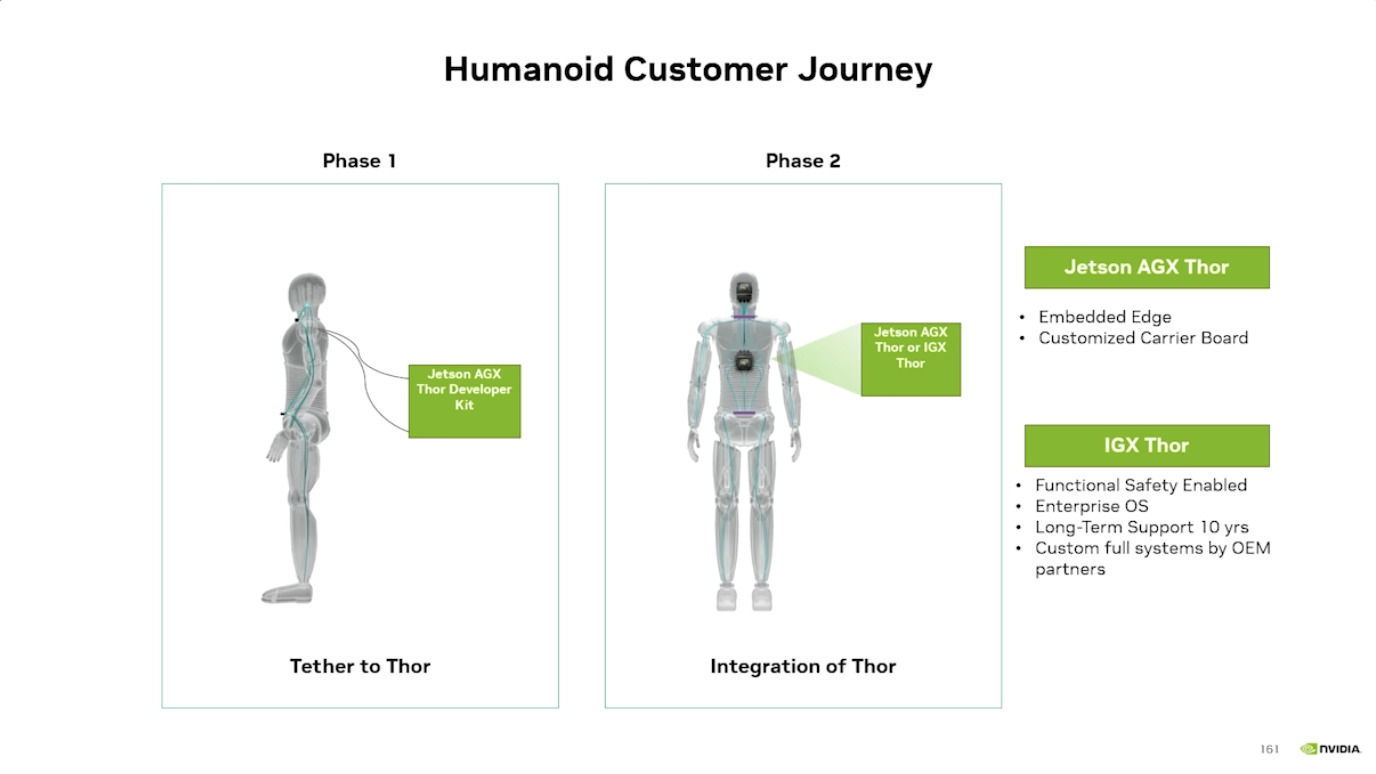 Humanoid Customer Journey
Phase 1
Jetson AGX
Thor Developer
Kit
Tether to Thor
Phase 2
Jetson AGX
Thor or IGX
Thor
Integration of Thor
Jetson AGX Thor
• Embedded Edge
• Customized Carrier Board
IGX Thor
• Functional Safety Enabled
• Enterprise OS
• Long-Term Support 10 yrs
• Custom full systems by OEM
partners
161
NVIDIA.